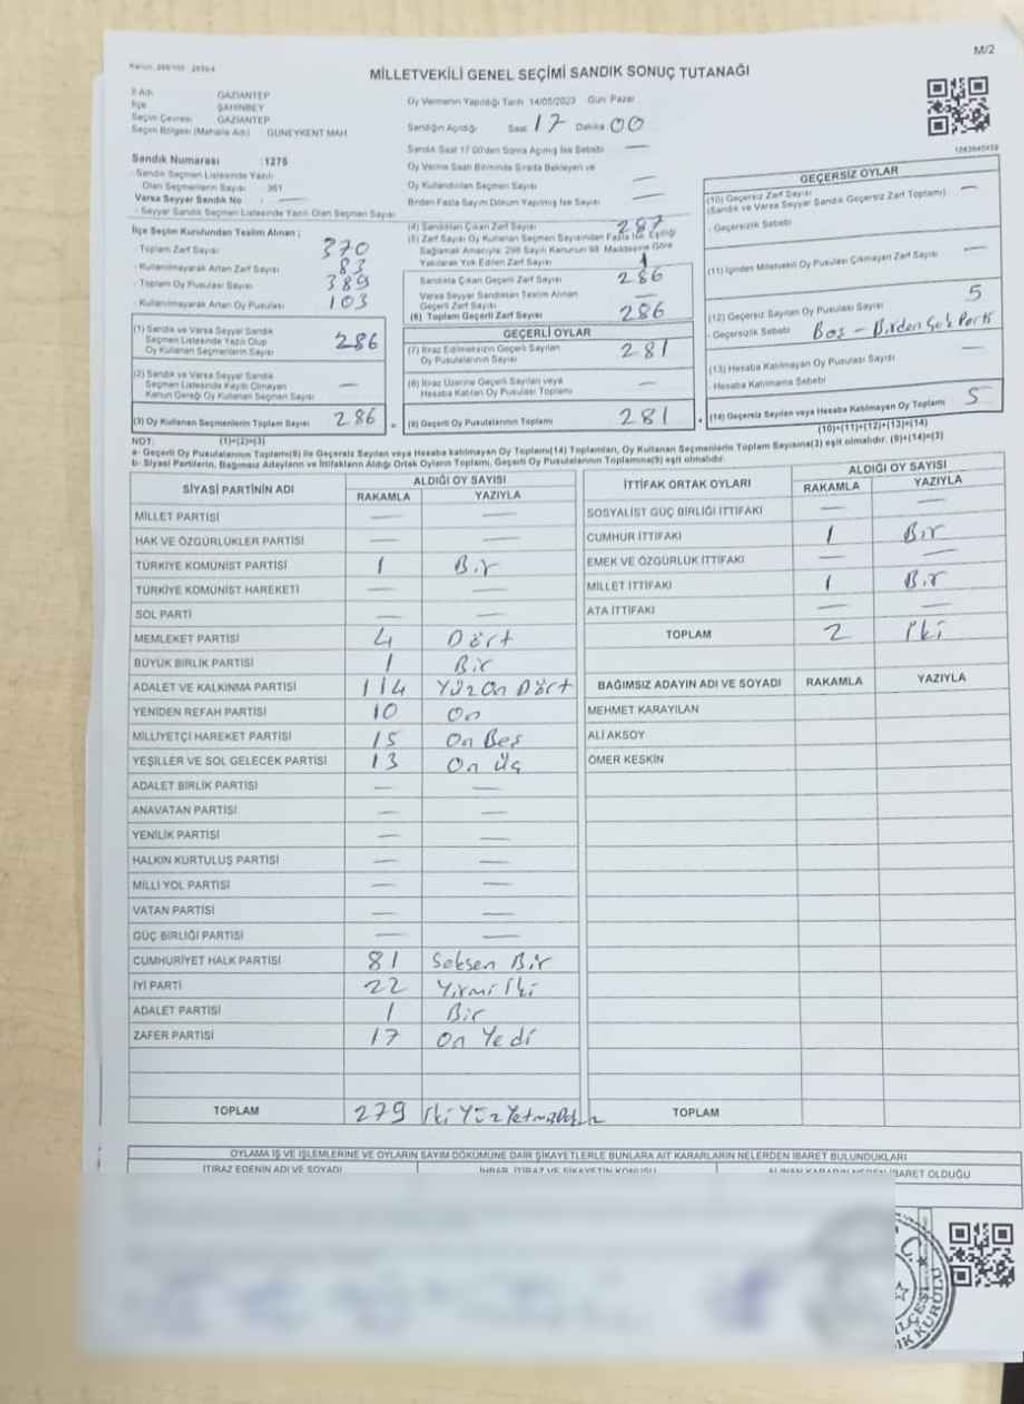 M/2
MİLLETVEKİLİ GENEL SEÇİMİ SANDIK SONUÇ TUTANAĞI
İl Adı GAZİANTEP
İlçe ŞAHİNBEY
Seçim Çevresi GAZİANTEP
Seçim Bölgesi (Mahalle Adı) GÜNEYKENT MAH
Sandık Numarası :1275
Sandık Seçmen Listesinde Yazılı
Olan Seçmenlerin Sayısı 361
Varsa Seyyar Sandık No —
- Seyyar Sandık Seçmen Listesinde Yazılı Olan Seçmen Sayısı
Oy Vermenin Yapıldığı Tarih 14/05/2023 Gün Pazar
Sandığın Açıldığı Saat 17 Dakika 00
Sandık Saat 17.00'den Sonra Açılmış İse Sebebi —
Oy Verme Saati Bitiminde Sırada Bekleyen ve
Oy Kullandırılan Seçmen Sayısı —
Birden Fazla Sayım Döküm Yapılmış İse Sayısı —
İlçe Seçim Kurulundan Teslim Alınan ;
- Toplam Zarf Sayısı 370
- Kullanılmayarak Artan Zarf Sayısı 83
- Toplam Oy Pusulası Sayısı 389
- Kullanılmayarak Artan Oy Pusulası 103
(1) Sandık ve Varsa Seyyar Sandık
Seçmen Listesinde Yazılı Olup
Oy Kullanan Seçmenlerin Sayısı 286
(2) Sandık ve Varsa Seyyar Sandık
Seçmen Listesinde Kayıtlı Olmayan
Kanun Gereği Oy Kullanan Seçmen Sayısı —
(3) Oy Kullanan Seçmenlerin Toplam Sayısı 286
(1)+(2)=(3)
(4) Sandıktan Çıkan Zarf Sayısı 287
(5) Zarf Sayısı Oy Kullanan Seçmen Sayısından Fazla İse, Eşitliği
Sağlamak Amacıyla; 298 Sayılı Kanunun 98. Maddesine Göre
Yakılarak Yok Edilen Zarf Sayısı 1
Sandıkta Çıkan Geçerli Zarf Sayısı 286
Varsa Seyyar Sandıktan Teslim Alınan
Geçerli Zarf Sayısı —
(6) Toplam Geçerli Zarf Sayısı 286
GEÇERLİ OYLAR
(7) İtiraz Edilmeksizin Geçerli Sayılan
Oy Pusulalarının Sayısı 281
(8) İtiraz Üzerine Geçerli Sayılan veya
Hesaba Katılan Oy Pusulası Toplamı —
(9) Geçerli Oy Pusulalarının Toplamı 281
GEÇERSİZ OYLAR
(10) Geçersiz Zarf Sayısı
(Sandık ve Varsa Seyyar Sandık Geçersiz Zarf Toplamı) —
- Geçersizlik Sebebi
(11) İçinden Milletvekili Oy Pusulası Çıkmayan Zarf Sayısı —
(12) Geçersiz Sayılan Oy Pusulası Sayısı 5
- Geçersizlik Sebebi Boş - Birden Çok Parti
(13) Hesaba Katılmayan Oy Pusulası Sayısı —
Hesaba Katılmama Sebebi
(14) Geçersiz Sayılan veya Hesaba Katılmayan Oy Toplamı 5
(10)+(11)+(12)+(13)=(14)
NOT:
a- Geçerli Oy Pusulalarının Toplamı(9) ile Geçersiz Sayılan veya Hesaba katılmayan Oy Toplamı(14) Toplamları, Oy Kullanan Seçmenlerin Toplam Sayısına(3) eşit olmalıdır. (9)+(14)=(3)
b- Siyasi Partilerin, Bağımsız Adayların ve İttifakların Aldığı Ortak Oyların Toplamı, Geçerli Oy Pusulalarının Toplamına(9) eşit olmalıdır.
SİYASİ PARTİNİN ADI ALDIĞI OY SAYISI
RAKAMLA YAZIYLA
MİLLET PARTİSİ — —
HAK VE ÖZGÜRLÜKLER PARTİSİ — —
TÜRKİYE KOMÜNİST PARTİSİ 1 Bir
TÜRKİYE KOMÜNİST HAREKETİ — —
SOL PARTİ — —
MEMLEKET PARTİSİ 4 Dört
BÜYÜK BİRLİK PARTİSİ 1 Bir
ADALET VE KALKINMA PARTİSİ 114 Yüz On Dört
YENİDEN REFAH PARTİSİ 10 On
MİLLİYETÇİ HAREKET PARTİSİ 15 On Beş
YEŞİLLER VE SOL GELECEK PARTİSİ 13 On Üç
ADALET BİRLİK PARTİSİ — —
ANAVATAN PARTİSİ — —
YENİLİK PARTİSİ — —
HALKIN KURTULUŞ PARTİSİ — —
MİLLİ YOL PARTİSİ — —
VATAN PARTİSİ — —
GÜÇ BİRLİĞİ PARTİSİ — —
CUMHURİYET HALK PARTİSİ 81 Seksen Bir
İYİ PARTİ 22 Yirmi İki
ADALET PARTİSİ 1 Bir
ZAFER PARTİSİ 17 On Yedi
TOPLAM 279 İki Yüz
İTTİFAK ORTAK OYLARI ALDIĞI OY SAYISI
RAKAMLA YAZIYLA
SOSYALİST GÜÇ BİRLİĞİ İTTİFAKI — —
CUMHUR İTTİFAKI 1 Bir
EMEK VE ÖZGÜRLÜK İTTİFAKI — —
MİLLET İTTİFAKI 1 Bir
ATA İTTİFAKI — —
TOPLAM 2 İki
BAĞIMSIZ ADAYIN ADI VE SOYADI RAKAMLA YAZIYLA
MEHMET KARAYILAN
ALİ AKSOY
ÖMER KESKİN
TOPLAM
OYLAMA İŞ VE İŞLEMLERİNE VE OYLARIN SAYIM DÖKÜMÜNE DAİR ŞİKAYETLERLE BUNLARA AİT KARARLARIN NELERDEN İBARET BULUNDUKLARI
İTİRAZ EDENİN ADI VE SOYADI İHBAR, İTİRAZ VE ŞİKAYETİN KONUSU İBARET OLDUĞU